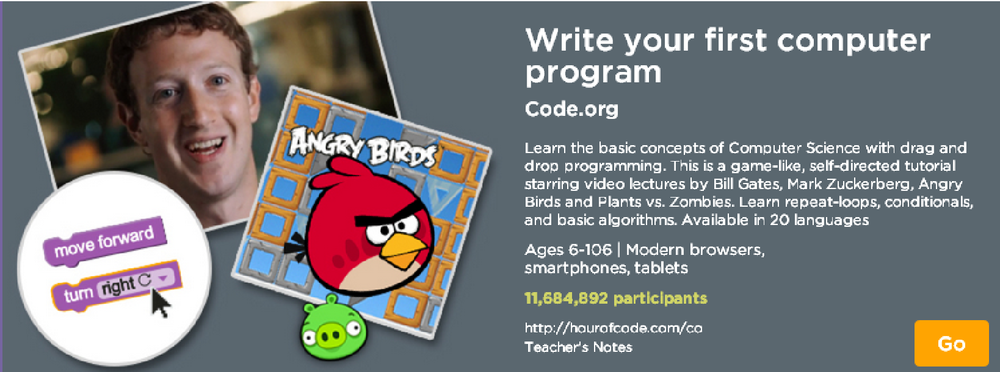 Write your first computer
program
Code.org
Learn the basic concepts of Computer Science with drag and
drop programming. This is a game-like, self-directed tutorial
starring video lectures by Bill Gates, Mark Zuckerberg, Angry
Birds and Plants vs. Zombies. Learn repeat-loops, conditionals,
and basic algorithms. Available in 20 languages
Ages 6-106 | Modern browsers,
smartphones, tablets
11,684,892 participants
http://hourofcode.com/co
Teacher's Notes
Go
ANGRY BIRDS
move forward
turn right